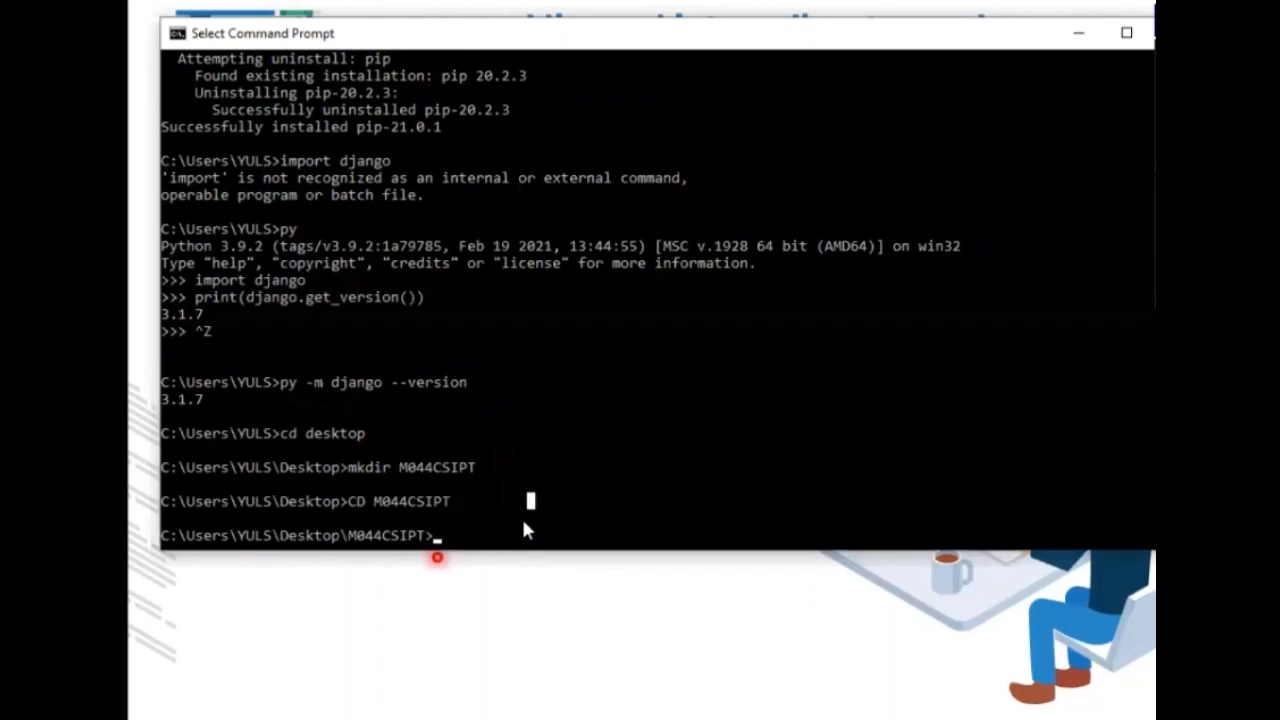 Select Command Prompt
Attempting uninstall: pip
Found existing installation: pip 20.2.3
Uninstalling pip-20.2.3:
Successfully uninstalled pip-20.2.3
Successfully installed pip-21.0.1
C:\Users\YULS>import django
'import' is not recognized as an internal or external command,
operable program or batch file.
C:\Users\YULS>py
Python 3.9.2 (tags/v3.9.2:1a79785, Feb 19 2021, 13:44:55) [MSC v.1928 64 bit (AMD64)] on win32
Type "help", "copyright", "credits" or "license" for more information.
>>> import django
>>> print(django.get_version())
3.1.7
>>> ^Z
C:\Users\YULS>py -m django --version
3.1.7
C:\Users\YULS>cd desktop
C:\Users\YULS\Desktop>mkdir M044CSIPT
C:\Users\YULS\Desktop>CD M044CSIPT
C:\Users\YULS\Desktop\M044CSIPT>